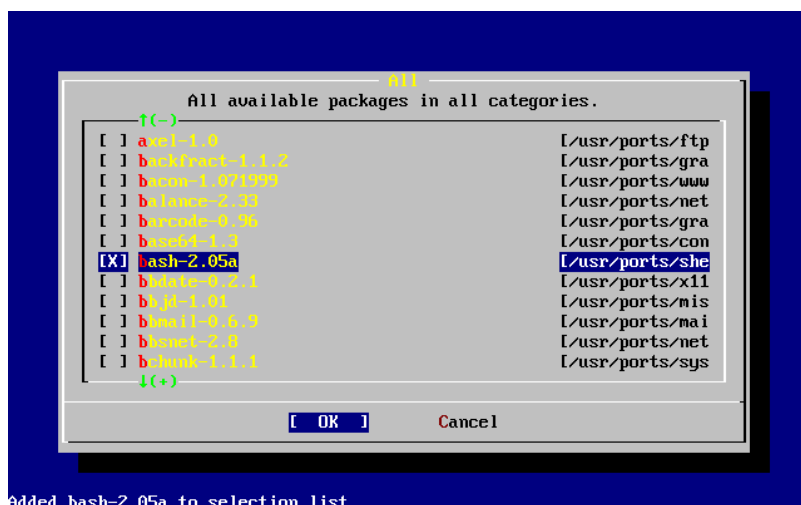 All
All available packages in all categories.
↑(-)
[ ] axel-1.0 [/usr/ports/ftp
[ ] backfract-1.1.2 [/usr/ports/gra
[ ] bacon-1.071999 [/usr/ports/www
[ ] balance-2.33 [/usr/ports/net
[ ] barcode-0.96 [/usr/ports/gra
[ ] base64-1.3 [/usr/ports/con
[X] bash-2.05a [/usr/ports/she
[ ] bbdate-0.2.1 [/usr/ports/x11
[ ] bbjd-1.01 [/usr/ports/mis
[ ] bbmail-0.6.9 [/usr/ports/mai
[ ] bbsnet-2.8 [/usr/ports/net
[ ] bchunk-1.1.1 [/usr/ports/sys
↓(+)
[ OK ] Cancel
Added bash-2.05a to selection list